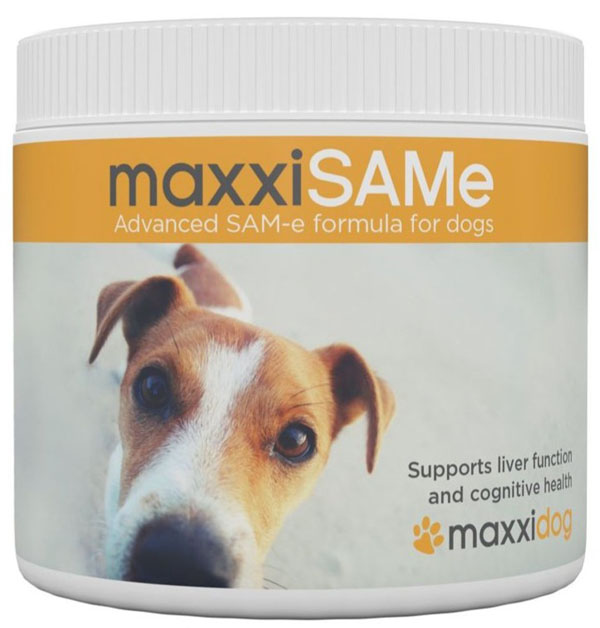 maxxiSAMe
Advanced SAM-e formula for dogs
Supports liver function
and cognitive health
maxxidog